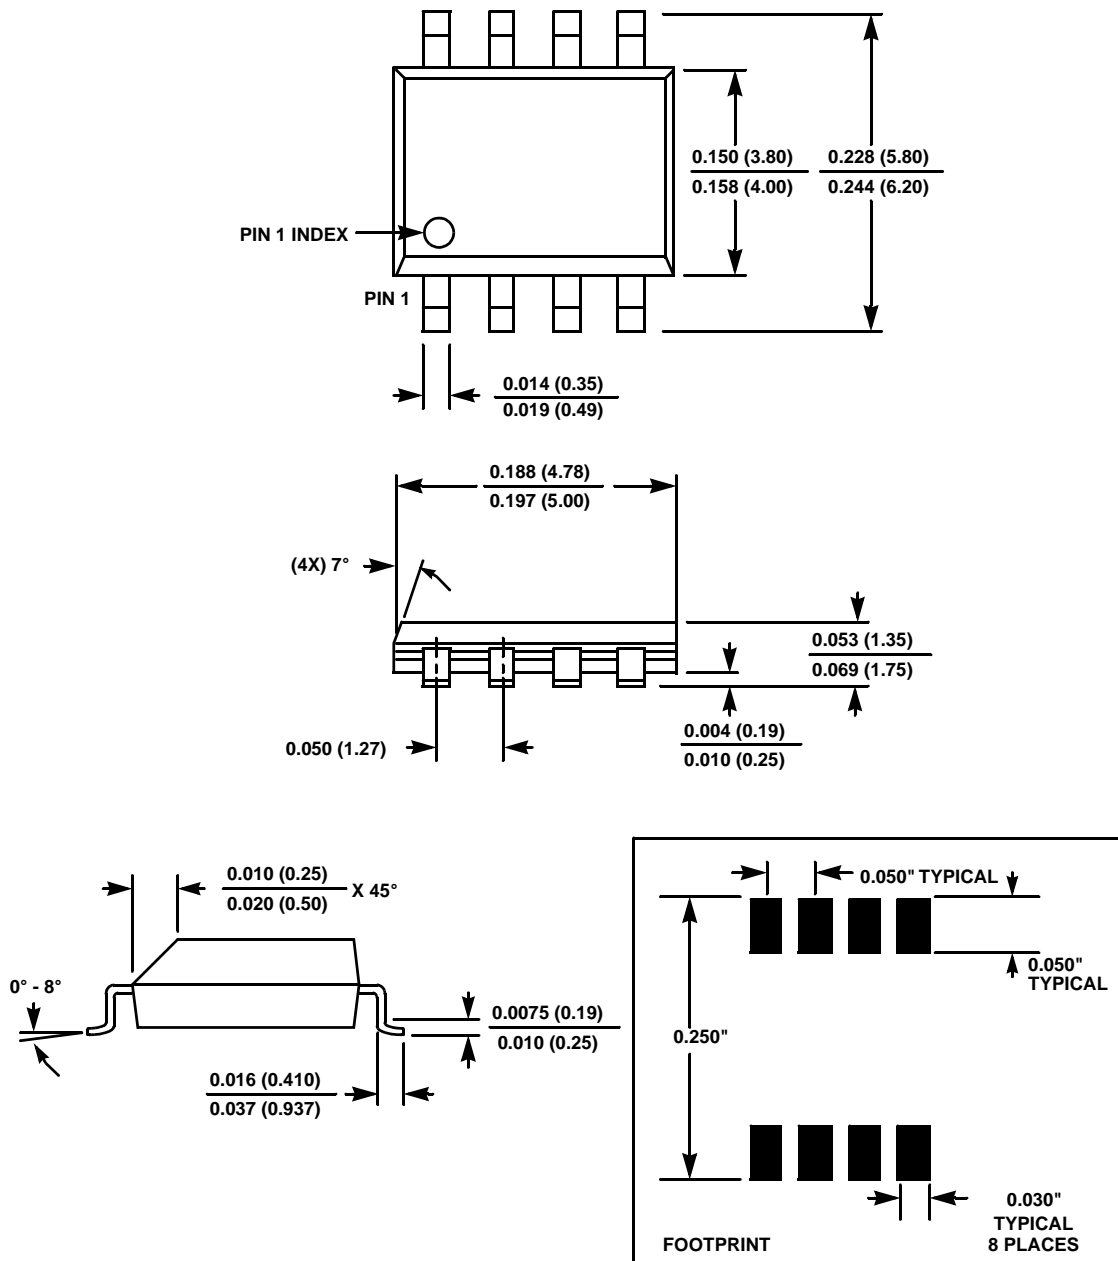 0.150 (3.80)
0.158 (4.00)
0.228 (5.80)
0.244 (6.20)
PIN 1 INDEX
PIN 1
0.014 (0.35)
0.019 (0.49)
0.188 (4.78)
0.197 (5.00)
(4X) 7°
0.053 (1.35)
0.069 (1.75)
0.004 (0.19)
0.010 (0.25)
0.050 (1.27)
0.010 (0.25)
0.020 (0.50)
X 45°
0° - 8°
0.0075 (0.19)
0.010 (0.25)
0.016 (0.410)
0.037 (0.937)
0.050" TYPICAL
0.050"
TYPICAL
0.250"
0.030"
TYPICAL
8 PLACES
FOOTPRINT